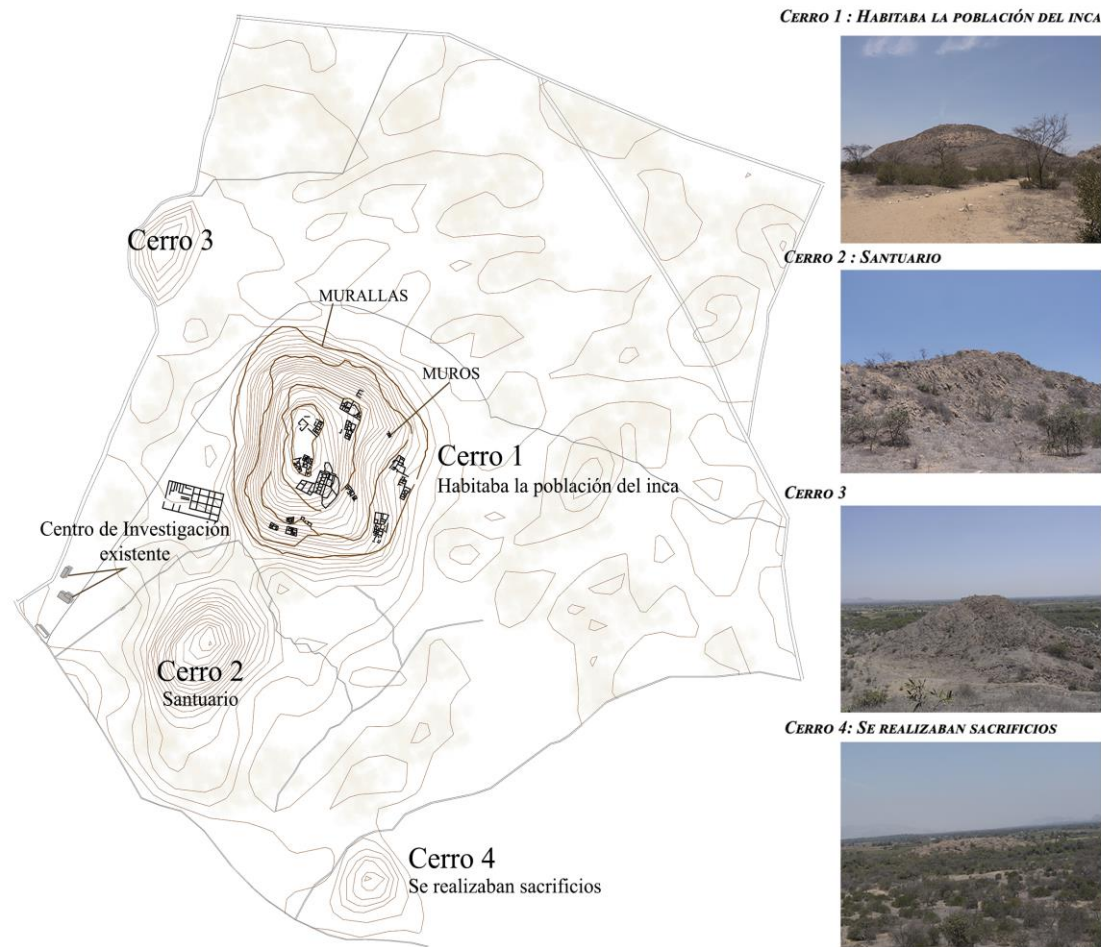 Cerro 3
MURALLAS
MUROS
Cerro 1
Habitaba la población del inca
Centro de Investigación
existente
Cerro 2
Santuario
Cerro 4
Se realizaban sacrificios
CERRO 1 : HABITABA LA POBLACIÓN DEL INCA
CERRO 2 : SANTUARIO
CERRO 3
CERRO 4: SE REALIZABAN SACRIFICIOS